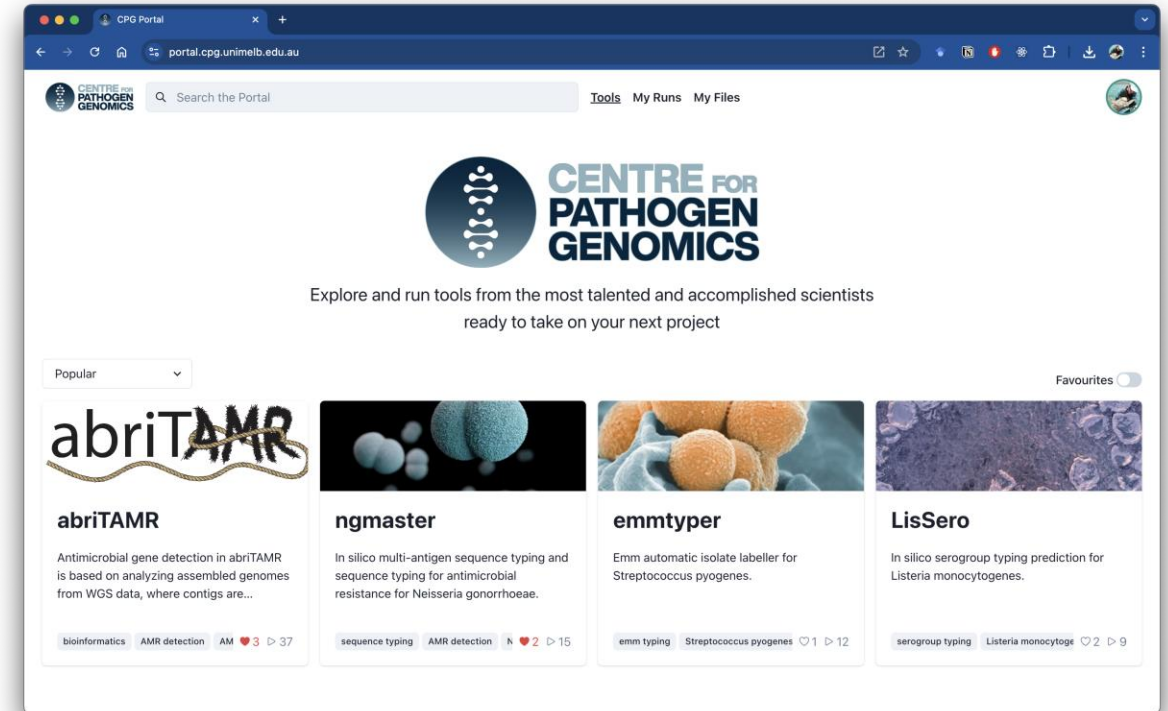 CPG Portal
portal.cpg.unimelb.edu.au
CENTRE FOR
PATHOGEN
GENOMICS
Search the Portal
Tools My Runs My Files
CENTRE FOR
PATHOGEN
GENOMICS
Explore and run tools from the most talented and accomplished scientists
ready to take on your next project
Popular
Favourites
abriTAMR
abriTAMR
Antimicrobial gene detection in abriTAMR
is based on analyzing assembled genomes
from WGS data, where contigs are...
bioinformatics AMR detection AM 3 37
ngmaster
In silico multi-antigen sequence typing and
sequence typing for antimicrobial
resistance for Neisseria gonorrhoeae.
sequence typing AMR detection N 2 15
emmtyper
Emm automatic isolate labeller for
Streptococcus pyogenes.
emm typing Streptococcus pyogenes 1 12
LisSero
In silico serogroup typing prediction for
Listeria monocytogenes.
serogroup typing Listeria monocytoge 2 9